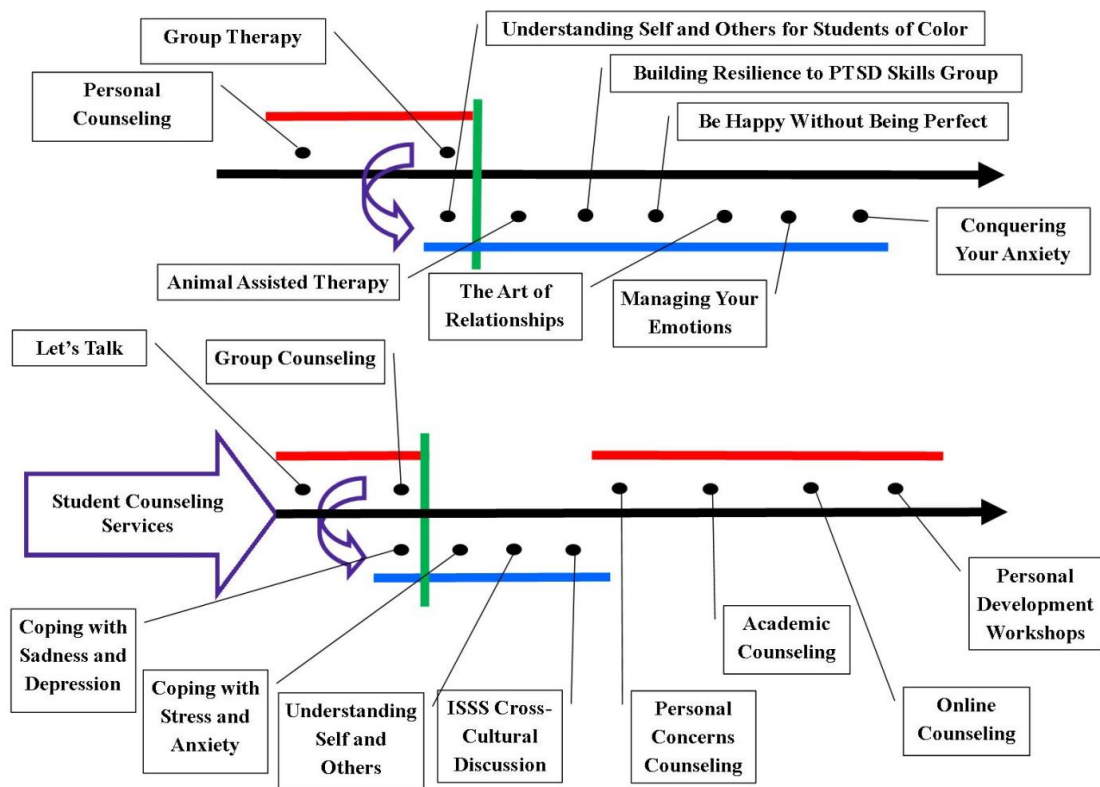 Group Therapy
Understanding Self and Others for Students of Color
Building Resilience to PTSD Skills Group
Personal
Counseling
Be Happy Without Being Perfect
Conquering
Your Anxiety
Animal Assisted Therapy
The Art of
Relationships
Managing Your
Emotions
Let’s Talk
Group Counseling
Student Counseling
Services
Coping with
Sadness and
Depression
Coping with
Stress and
Anxiety
Understanding
Self and
Others
ISSS Cross-
Cultural
Discussion
Personal
Concerns
Counseling
Academic
Counseling
Online
Counseling
Personal
Development
Workshops